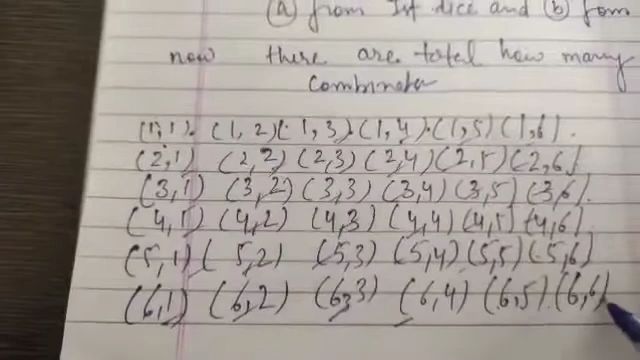 (a) from Ist dice and (b) from
now there are total how many
Combinater
(1,1). (1, 2)(. 1, 3).(1,4).(1,5)(1,6).
(2,1) (2,2) (2,3) (2,4)(2,5)(2,6)
(3,1) (3,2)(3,3) (3,4)(3,5)(3,6).
(4,1) (4,2) (4,3) (4,4)(4,5)(4,6).
(5,1)( 5,2) (5,3) (5,4)(5,5)(5,6)
(6,1) (6,2) (6,3) (6,4) (6,5).(6,6)